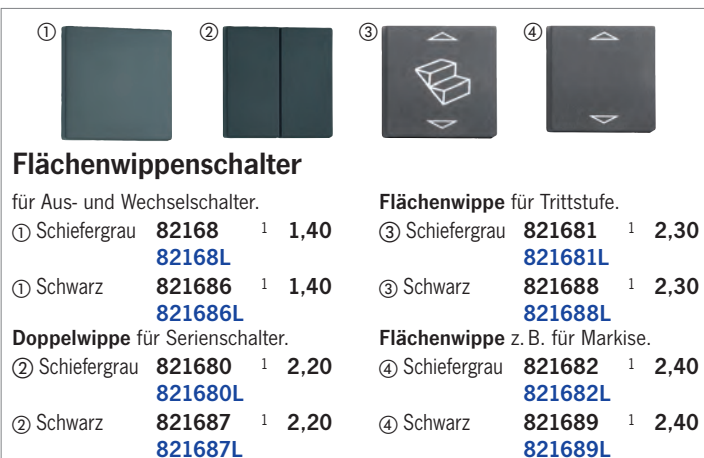 ① ② ③ ④
Flächenwippenschalter
für Aus- und Wechselschalter.
① Schiefergrau 82168 1 1,40
82168L
① Schwarz 821686 1 1,40
821686L
Doppelwippe für Serienschalter.
② Schiefergrau 821680 1 2,20
821680L
② Schwarz 821687 1 2,20
821687L
Flächenwippe für Trittstufe.
③ Schiefergrau 821681 1 2,30
821681L
③ Schwarz 821688 1 2,30
821688L
Flächenwippe z. B. für Markise.
④ Schiefergrau 821682 1 2,40
821682L
④ Schwarz 821689 1 2,40
821689L